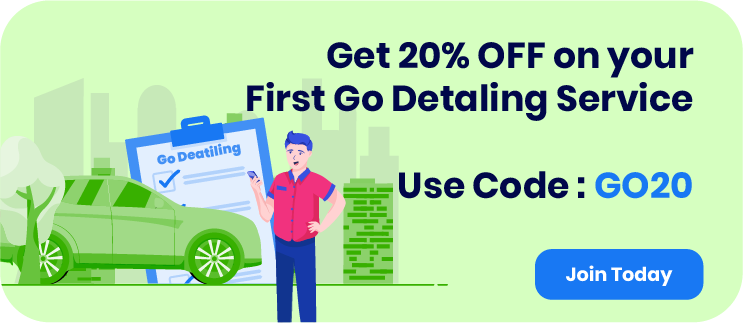 Get 20% OFF on your
First Go Detaling Service
Go Deatiling
Use Code : GO20
Join Today